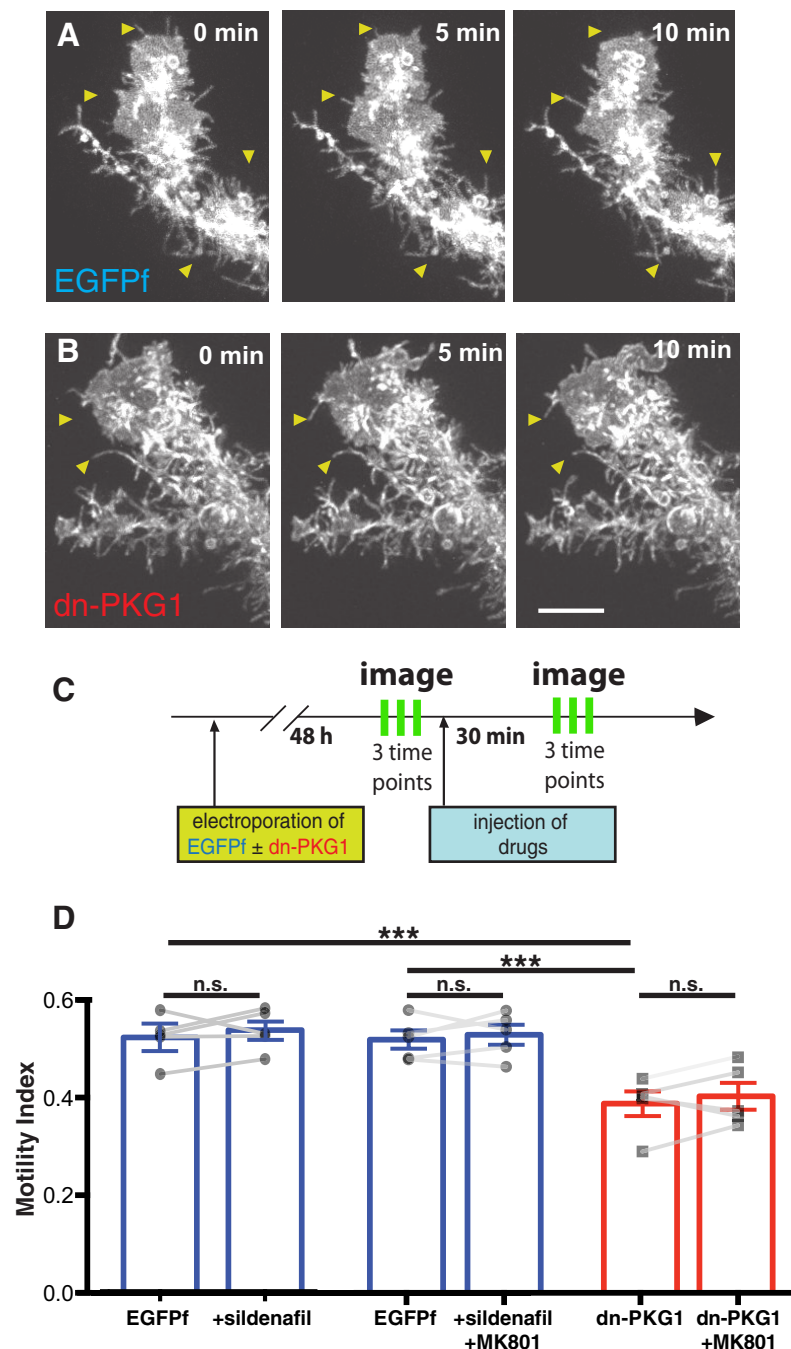 A
0 min
5 min
10 min
EGFPf
B
0 min
5 min
10 min
dn-PKG1
C
image
image
48 h
30 min
3 time
points
3 time
points
electroporation of
EGFPf ± dn-PKG1
injection of
drugs
D
***
***
n.s.
n.s.
n.s.
0.6
0.4
0.2
0.0
Motility Index
EGFPf
+sildenafil
EGFPf
+sildenafil
+MK801
dn-PKG1
dn-PKG1
+MK801